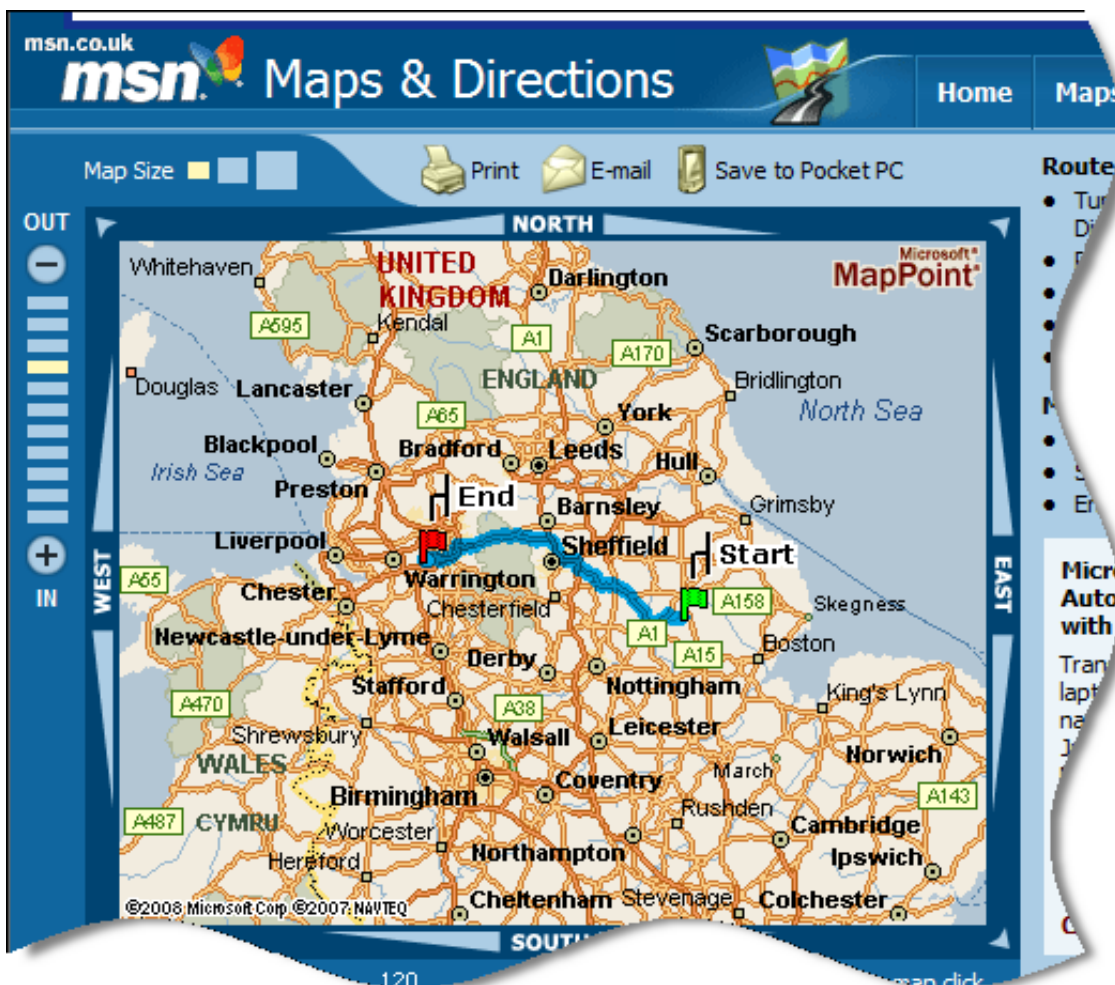 msn.co.uk
msn Maps & Directions
Home
Maps
Map Size
Print
E-mail
Save to Pocket PC
Route
OUT
NORTH
Whitehaven
UNITED
KINGDOM
Darlington
Microsoft®
MapPoint®
A595
Kendal
A1
Scarborough
A170
Douglas
Lancaster
ENGLAND
Bridlington
North Sea
A65
York
Blackpool
Bradford
Leeds
Irish Sea
Hull
Preston
End
Barnsley
Grimsby
Liverpool
Sheffield
Start
WEST
EAST
IN
A55
Warrington
Chester
Chesterfield
A158
Skegness
Newcastle-under-Lyme
A1
A15
Boston
Derby
Stafford
Nottingham
A470
King's Lynn
A38
Shrewsbury
Walsall
Leicester
WALES
Norwich
March
Birmingham
Coventry
A143
A487
CYMRU
Rushden
Worcester
Cambridge
Northampton
Hereford
Ipswich
©2008 Microsoft Corp ©2007 NAVTEQ
Cheltenham
Stevenage
Colchester
SOUTH
120
map click
Er
Micr
Auto
with
Tran
lapt
na